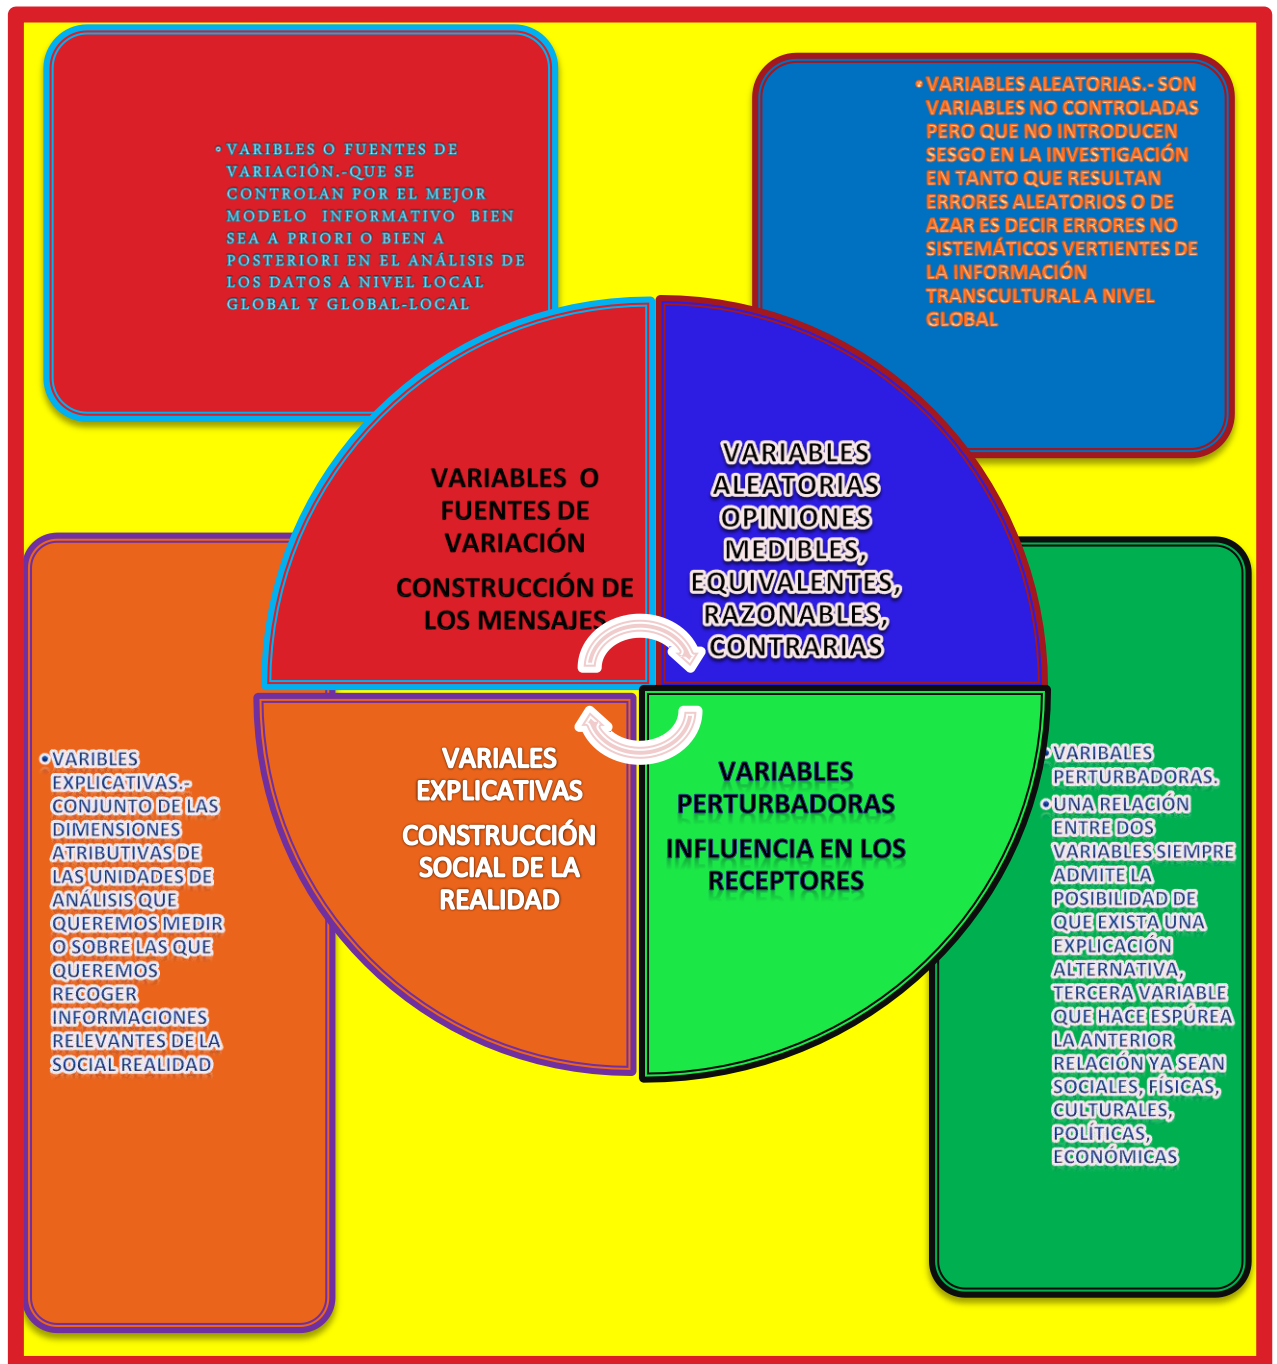 • VARIBLES O FUENTES DE
VARIACIÓN.-QUE SE
CONTROLAN POR EL MEJOR
MODELO INFORMATIVO BIEN
SEA A PRIORI O BIEN A
POSTERIORI EN EL ANÁLISIS DE
LOS DATOS A NIVEL LOCAL
GLOBAL Y GLOBAL-LOCAL
• VARIABLES ALEATORIAS.- SON
VARIABLES NO CONTROLADAS
PERO QUE NO INTRODUCEN
SESGO EN LA INVESTIGACIÓN
EN TANTO QUE RESULTAN
ERRORES ALEATORIOS O DE
AZAR ES DECIR ERRORES NO
SISTEMÁTICOS VERTIENTES DE
LA INFORMACIÓN
TRANSCULTURAL A NIVEL
GLOBAL
VARIABLES O
FUENTES DE
VARIACIÓN
CONSTRUCCIÓN DE
LOS MENSAJES
VARIABLES
ALEATORIAS
OPINIONES
MEDIBLES,
EQUIVALENTES,
RAZONABLES,
CONTRARIAS
VARIALES
EXPLICATIVAS
CONSTRUCCIÓN
SOCIAL DE LA
REALIDAD
VARIABLES
PERTURBADORAS
INFLUENCIA EN LOS
RECEPTORES
• VARIBLES
EXPLICATIVAS.-
CONJUNTO DE LAS
DIMENSIONES
ATRIBUTIVAS DE
LAS UNIDADES DE
ANÁLISIS QUE
QUEREMOS MEDIR
O SOBRE LAS QUE
QUEREMOS
RECOGER
INFORMACIONES
RELEVANTES DE LA
SOCIAL REALIDAD
• VARIBALES
PERTURBADORAS.
• UNA RELACIÓN
ENTRE DOS
VARIABLES SIEMPRE
ADMITE LA
POSIBILIDAD DE
QUE EXISTA UNA
EXPLICACIÓN
ALTERNATIVA,
TERCERA VARIABLE
QUE HACE ESPÚREA
LA ANTERIOR
RELACIÓN YA SEAN
SOCIALES, FÍSICAS,
CULTURALES,
POLÍTICAS,
ECONÓMICAS